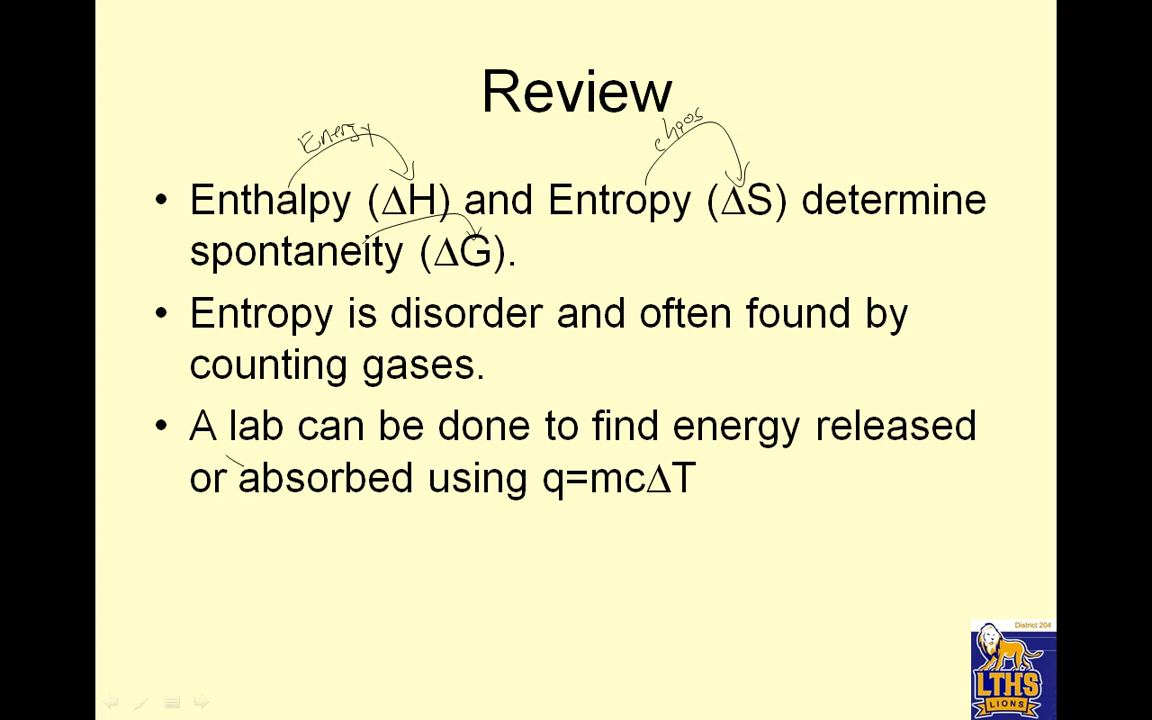 Review
Energy
chaos
• Enthalpy (ΔH) and Entropy (ΔS) determine
spontaneity (ΔG).
• Entropy is disorder and often found by
counting gases.
• A lab can be done to find energy released
or absorbed using q=mcΔT
District 204
LTHS
LIONS